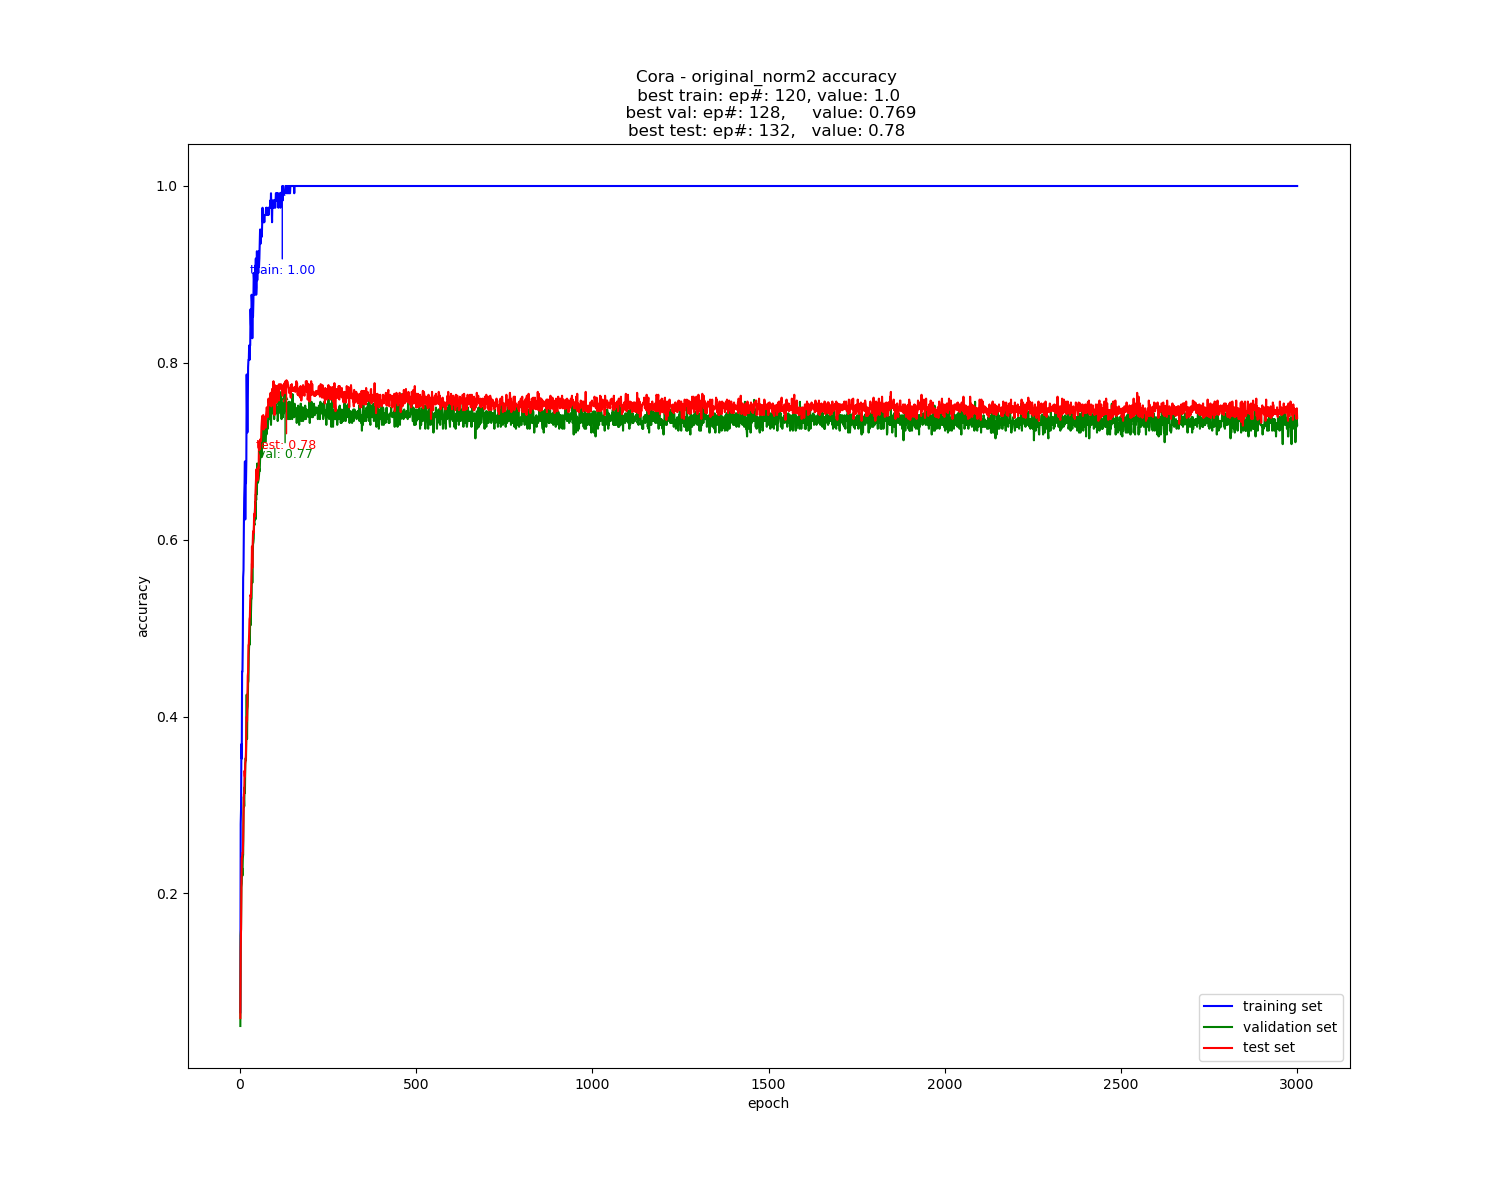 Cora - original_norm2 accuracy
best train: ep#: 120, value: 1.0
best val: ep#: 128,     value: 0.769
best test: ep#: 132,   value: 0.78
1.0
0.8
0.6
0.4
0.2
accuracy
train: 1.00
test: 0.78
val: 0.77
training set
validation set
test set
0 500 1000 1500 2000 2500 3000
epoch